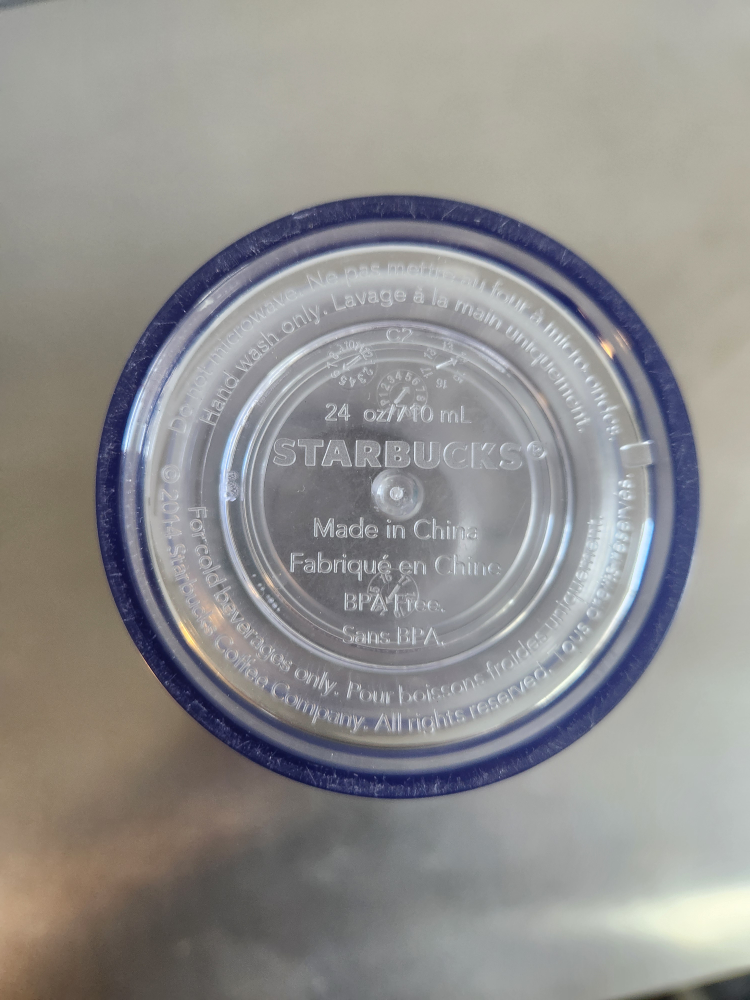 Do not microwave. Ne pas mettre au four à micro-ondes.
Hand wash only. Lavage à la main uniquement.
C2
24 oz/710 mL
STARBUCKS®
Made in China
Fabriqué en Chine
BPA Free.
Sans BPA.
For cold beverages only. Pour boissons froides uniquement.
© 2014 Starbucks Coffee Company. All rights reserved. Tous droits réservés.